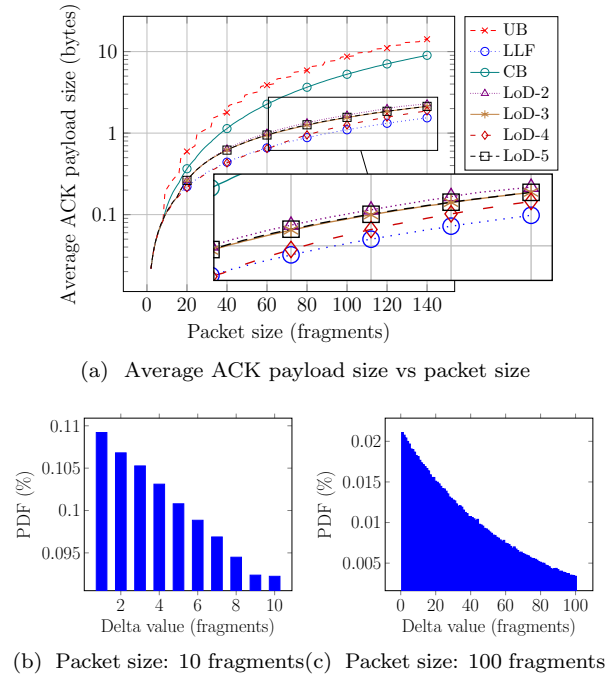 Average ACK payload size (bytes)
10
1
0.1
0 20 40 60 80 100 120 140
Packet size (fragments)
UB
LLF
CB
LoD-2
LoD-3
LoD-4
LoD-5
(a) Average ACK payload size vs packet size
PDF (%)
0.11
0.105
0.1
0.095
2 4 6 8 10
Delta value (fragments)
(b) Packet size: 10 fragments
PDF (%)
0.02
0.015
0.01
0.005
0 20 40 60 80 100
Delta value (fragments)
(c) Packet size: 100 fragments